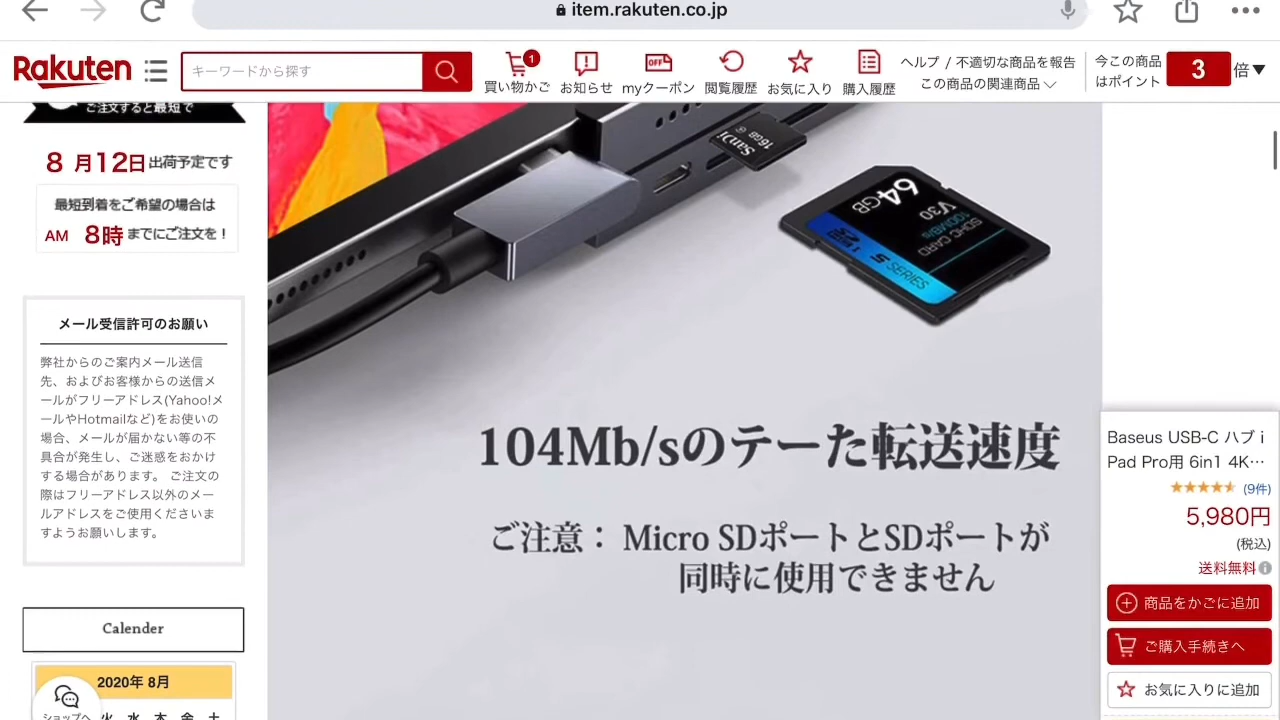 item.rakuten.co.jp
Rakuten
キーワードから探す
1
買い物かご
お知らせ
OFF
myクーポン
閲覧履歴
お気に入り
購入履歴
ヘルプ / 不適切な商品を報告
この商品の関連商品
今この商品
はポイント
3
倍
ご注文すると最短で
8 月12日出荷予定です
最短到着をご希望の場合は
AM 8時までにご注文を！
メール受信許可のお願い
弊社からのご案内メール送信
先、およびお客様からの送信メ
ールがフリーアドレス(Yahoo!メ
ールやHotmailなど)をお使いの
場合、メールが届かない等の不
具合が発生し、ご迷惑をおかけ
する場合があります。 ご注文の
際はフリーアドレス以外のメー
ルアドレスをご使用くださいま
すようお願いします。
Calender
2020年 8月
火 水 木 金 土
ショップへ
SanDi
16GB
64GB
V30
100MB/s
SDHC CARD
S SERIES
104Mb/sのテーた転送速度
ご注意： Micro SDポートとSDポートが
同時に使用できません
Baseus USB-C ハブ i
Pad Pro用 6in1 4K…
(9件)
5,980円
(税込)
送料無料
商品をかごに追加
ご購入手続きへ
お気に入りに追加